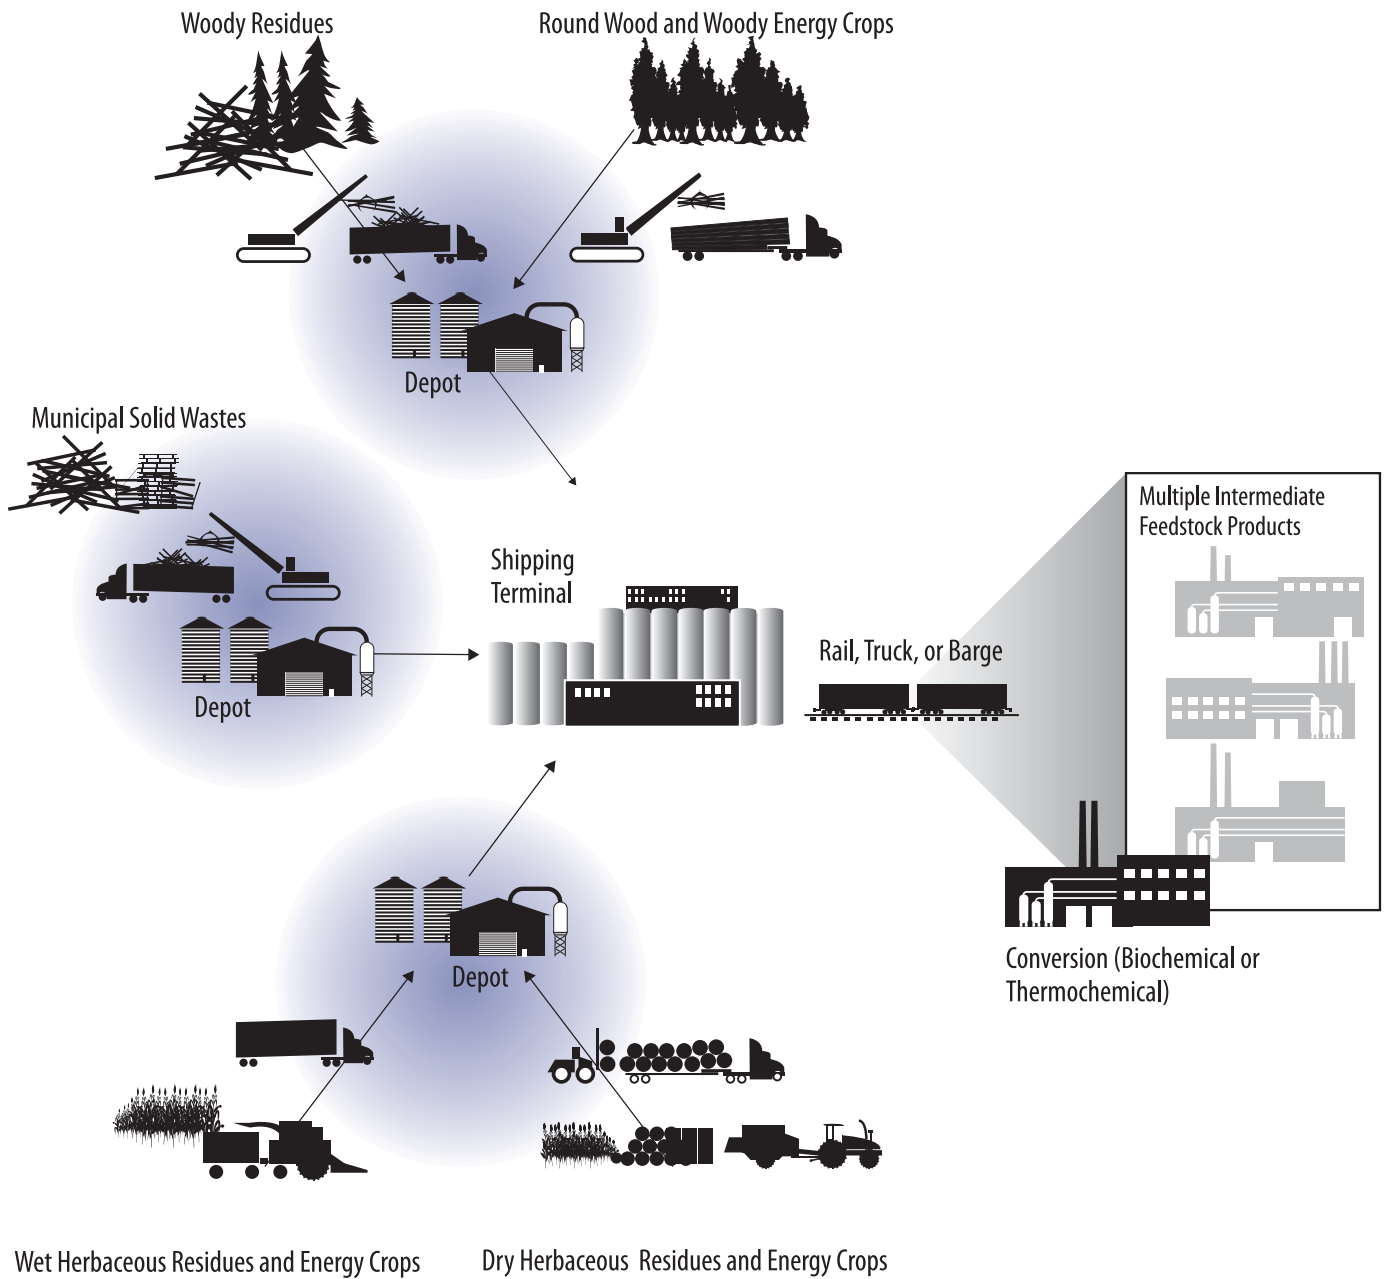 Woody Residues
Round Wood and Woody Energy Crops
Depot
Municipal Solid Wastes
Depot
Shipping
Terminal
Rail, Truck, or Barge
Multiple Intermediate
Feedstock Products
Conversion (Biochemical or
Thermochemical)
Depot
Wet Herbaceous Residues and Energy Crops
Dry Herbaceous Residues and Energy Crops